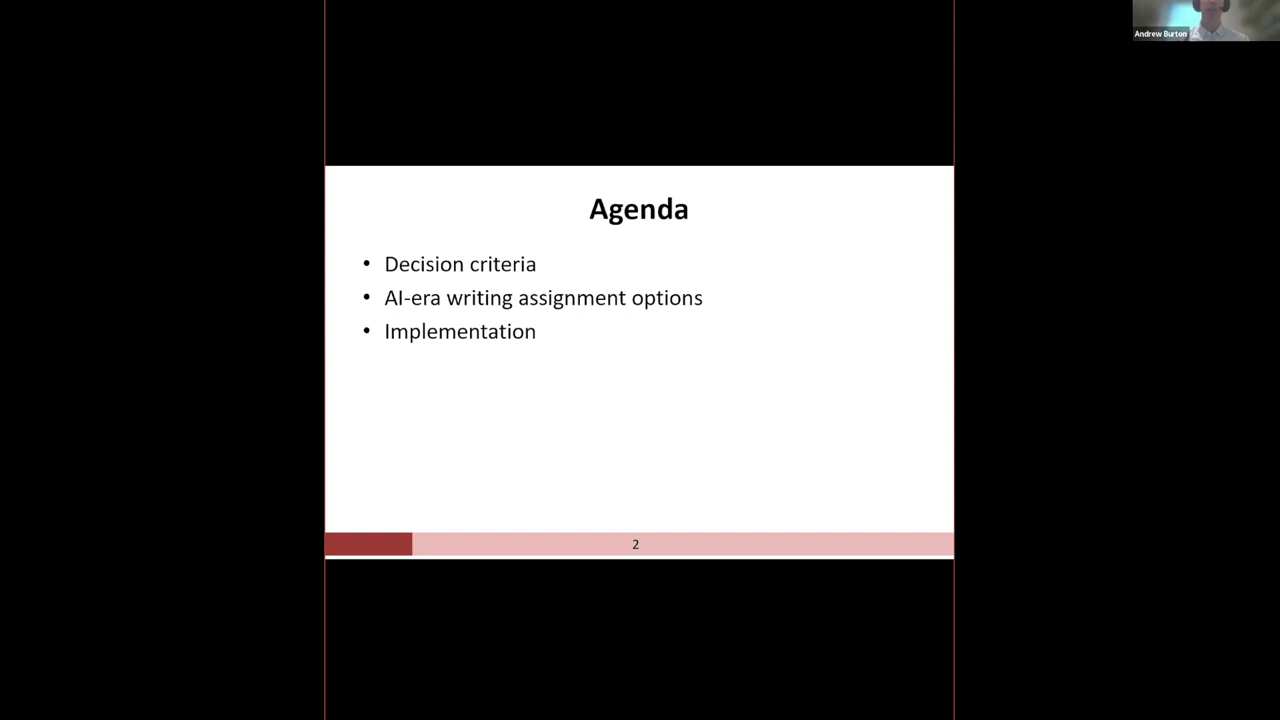 Andrew Burton
Agenda
• Decision criteria
• AI-era writing assignment options
• Implementation
2